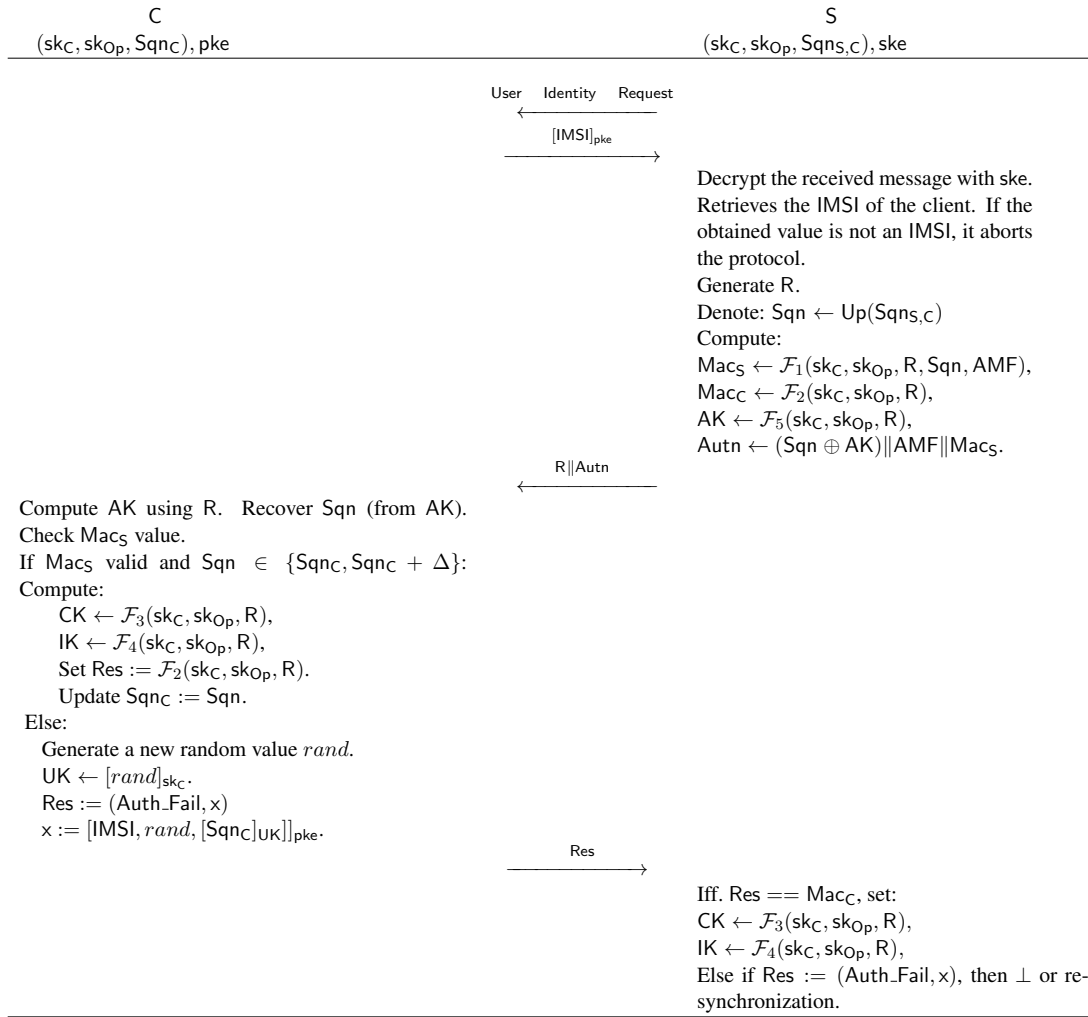 C
S
(sk_C, sk_Op, Sqn_C), pke
(sk_C, sk_Op, Sqn_S,C), ske
User Identity Request
[IMSI]_pke
Decrypt the received message with ske.
Retrieves the IMSI of the client. If the
obtained value is not an IMSI, it aborts
the protocol.
Generate R.
Denote: Sqn ← Up(Sqn_S,C)
Compute:
Mac_S ← F_1(sk_C, sk_Op, R, Sqn, AMF),
Mac_C ← F_2(sk_C, sk_Op, R),
AK ← F_5(sk_C, sk_Op, R),
Autn ← (Sqn ⊕ AK)‖AMF‖Mac_S.
R‖Autn
Compute AK using R. Recover Sqn (from AK).
Check Mac_S value.
If Mac_S valid and Sqn ∈ {Sqn_C, Sqn_C + Δ}:
Compute:
CK ← F_3(sk_C, sk_Op, R),
IK ← F_4(sk_C, sk_Op, R),
Set Res := F_2(sk_C, sk_Op, R).
Update Sqn_C := Sqn.
Else:
Generate a new random value rand.
UK ← [rand]_sk_C.
Res := (Auth_Fail, x)
x := [IMSI, rand, [Sqn_C]_UK]]_pke.
Res
Iff. Res == Mac_C, set:
CK ← F_3(sk_C, sk_Op, R),
IK ← F_4(sk_C, sk_Op, R),
Else if Res := (Auth_Fail, x), then ⊥ or re-
synchronization.